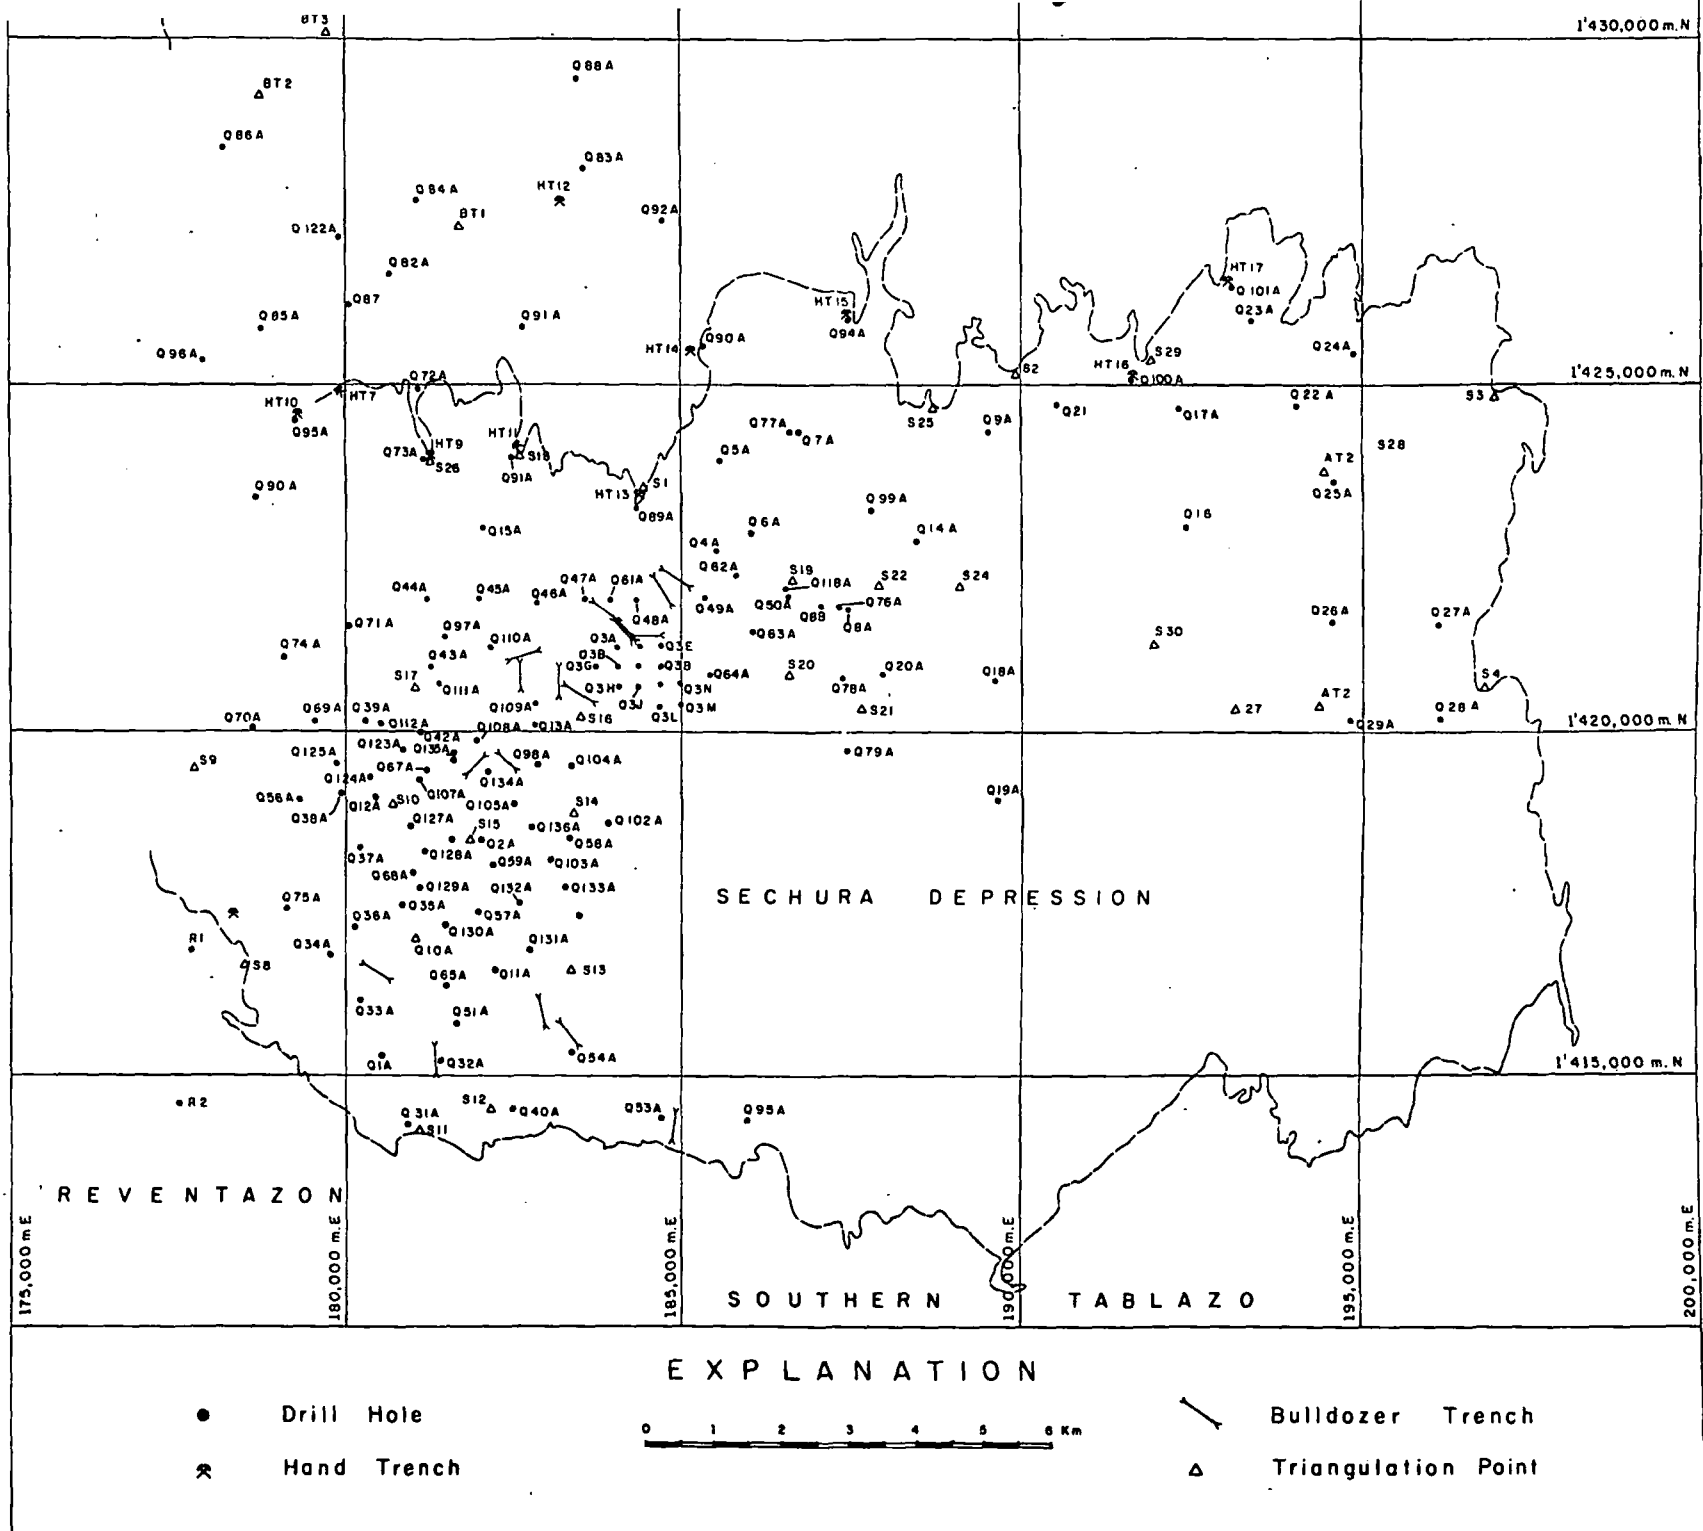 BT3
1'430,000 m. N
Q88A
BT2
Q86A
Q83A
Q84A
HT12
BT1
Q92A
Q122A
Q82A
HT17
Q101A
Q87
HT15
Q23A
Q85A
Q91A
Q94A
Q96A
HT14
Q90A
S29
Q24A
HT16
S2
Q72A
Q100A
1'425,000 m. N
HT7
S3
HT10
Q22A
Q21
Q17A
Q95A
S25
Q77A
Q7A
Q9A
HT9
HT11
S28
Q73A
S26
S18
Q5A
AT2
Q91A
Q25A
Q90A
HT13
S1
Q99A
Q89A
Q15A
Q6A
Q14A
Q16
Q4A
Q62A
S19
Q118A
S22
S24
Q44A
Q45A
Q46A
Q47A
Q61A
Q49A
Q50A
Q8B
Q76A
Q48A
Q8A
Q26A
Q27A
Q71A
Q97A
Q110A
Q3A
Q3E
Q63A
S30
Q74A
Q43A
Q3B
Q3G
Q3B
S17
Q111A
Q3H
Q3N
Q64A
S20
Q78A
Q20A
Q18A
S4
Q109A
S16
Q3J
Q3L
Q3M
S21
27
AT2
Q28A
Q70A
Q69A
Q39A
Q112A
Q13A
Q29A
1'420,000 m. N
Q42A
Q108A
Q125A
Q123A
Q135A
Q98A
Q104A
Q79A
S9
Q124A
Q67A
Q134A
Q56A
Q107A
Q19A
Q38A
Q12A
S10
Q105A
S14
Q127A
S15
Q136A
Q102A
Q2A
Q58A
Q37A
Q128A
Q59A
Q103A
Q68A
Q129A
Q132A
Q133A
SECHURA DEPRESSION
Q75A
Q36A
Q35A
Q57A
Q130A
R1
Q34A
Q10A
Q131A
S8
Q65A
Q11A
S13
Q33A
Q51A
Q1A
Q32A
Q54A
1'415,000 m. N
R2
S12
Q31A
Q40A
Q53A
Q95A
S11
REVENTAZON
175,000 m.E
180,000 m.E
185,000 m.E
190,000 m.E
195,000 m.E
200,000 m.E
SOUTHERN TABLAZO
EXPLANATION
Drill Hole
0 1 2 3 4 5 6 Km
Bulldozer Trench
Hand Trench
Triangulation Point